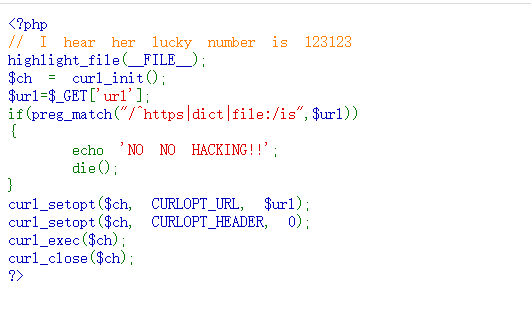 <?php
// I hear her lucky number is 123123
highlight_file(__FILE__);
$ch = curl_init();
$url=$_GET['url'];
if(preg_match("/^https|dict|file:/is",$url))
{
        echo 'NO NO HACKING!!';
        die();
}
curl_setopt($ch, CURLOPT_URL, $url);
curl_setopt($ch, CURLOPT_HEADER, 0);
curl_exec($ch);
curl_close($ch);
?>